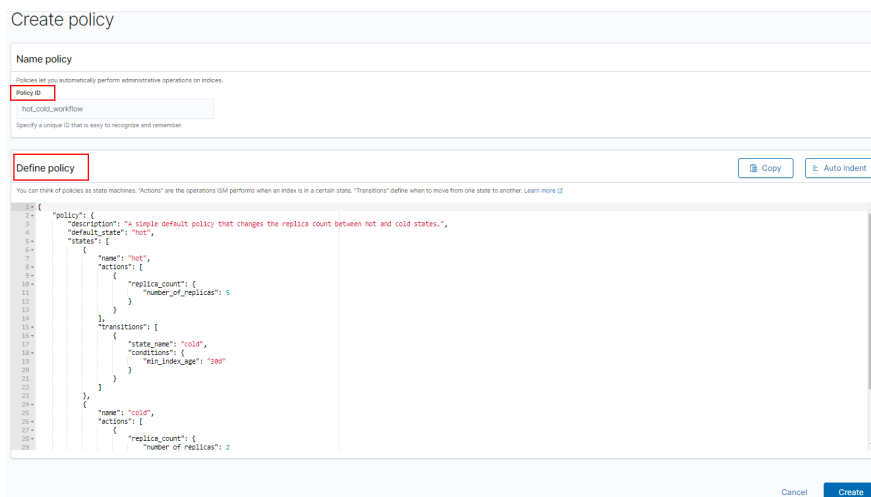 Create policy
Name policy
Policies let you automatically perform administrative operations on indices.
Policy ID
hot_cold_workflow
Specify a unique ID that is easy to recognize and remember.
Define policy
Copy
Auto indent
You can think of policies as state machines. "Actions" are the operations ISM performs when an index is in a certain state. "Transitions" define when to move from one state to another. Learn more
1 {
2 "policy": {
3 "description": "A simple default policy that changes the replica count between hot and cold states.",
4 "default_state": "hot",
5 "states": [
6 {
7 "name": "hot",
8 "actions": [
9 {
10 "replica_count": {
11 "number_of_replicas": 5
12 }
13 }
14 ],
15 "transitions": [
16 {
17 "state_name": "cold",
18 "conditions": {
19 "min_index_age": "30d"
20 }
21 }
22 ]
23 },
24 {
25 "name": "cold",
26 "actions": [
27 {
28 "replica_count": {
29 "number_of_replicas": 2
Cancel
Create